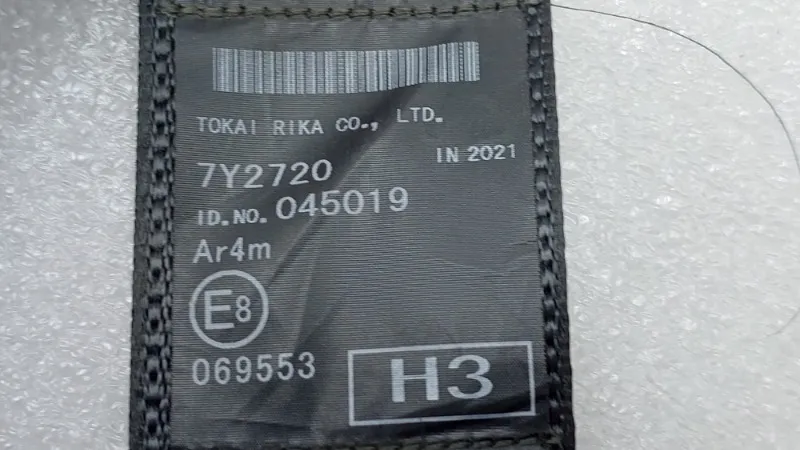 TOKAI RIKA CO., LTD.
IN 2021
7Y2720
ID.NO. 045019
Ar4m
E8
069553
H3